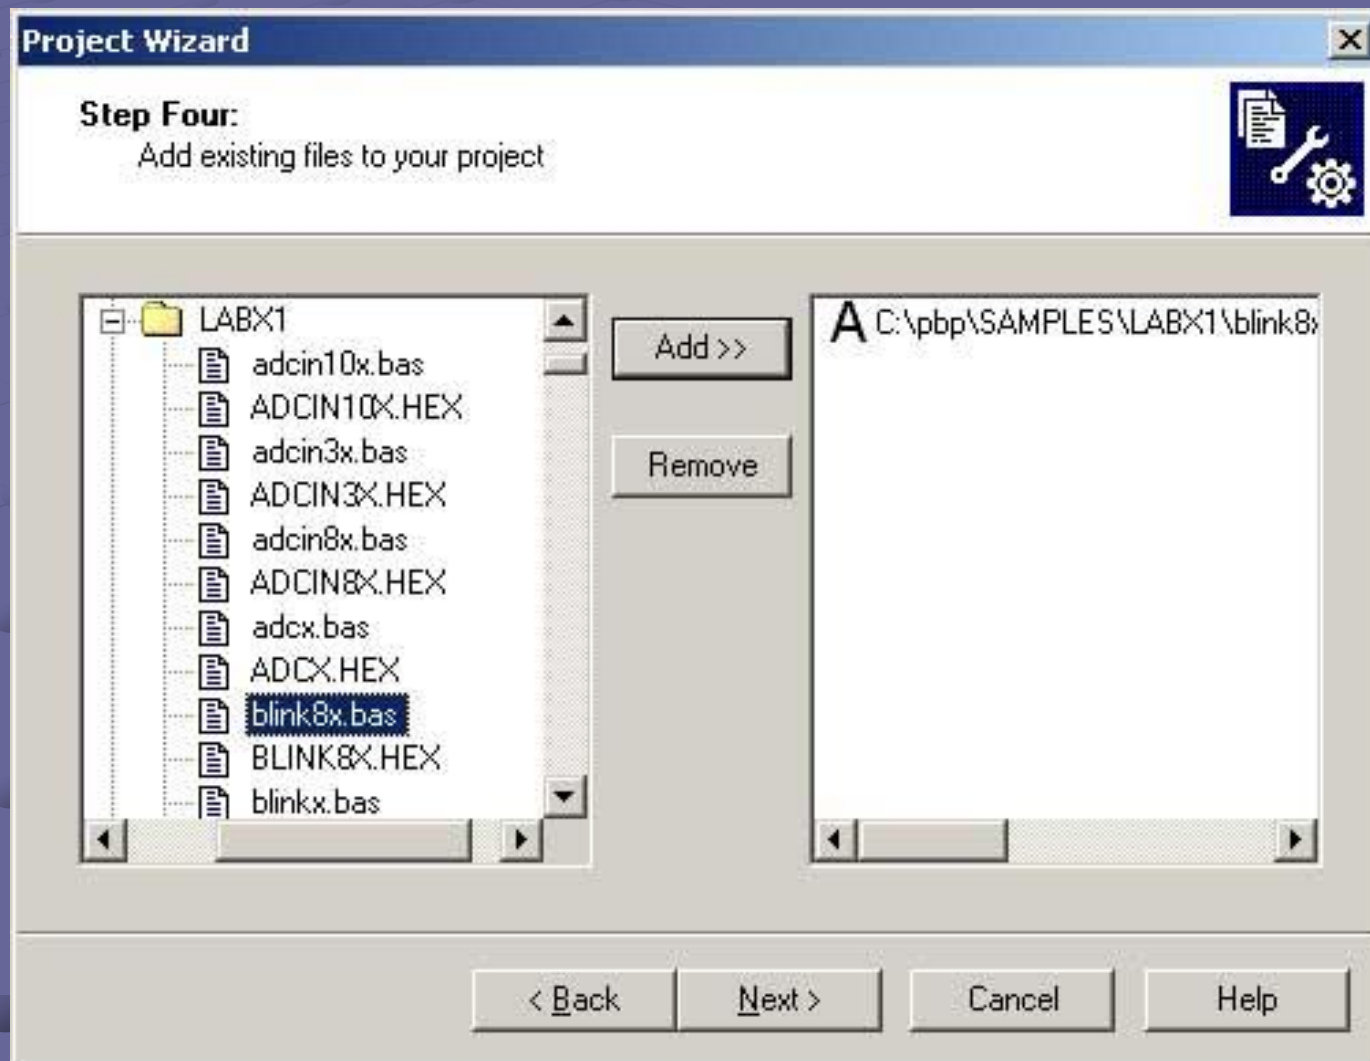 Project Wizard
Step Four:
Add existing files to your project
LABX1
adcin10x.bas
ADCIN10X.HEX
adcin3x.bas
ADCIN3X.HEX
adcin8x.bas
ADCIN8X.HEX
adcx.bas
ADCX.HEX
blink8x.bas
BLINK8X.HEX
blinkx.bas
Add >>
Remove
A C:\pbp\SAMPLES\LABX1\blink8x
< Back
Next >
Cancel
Help